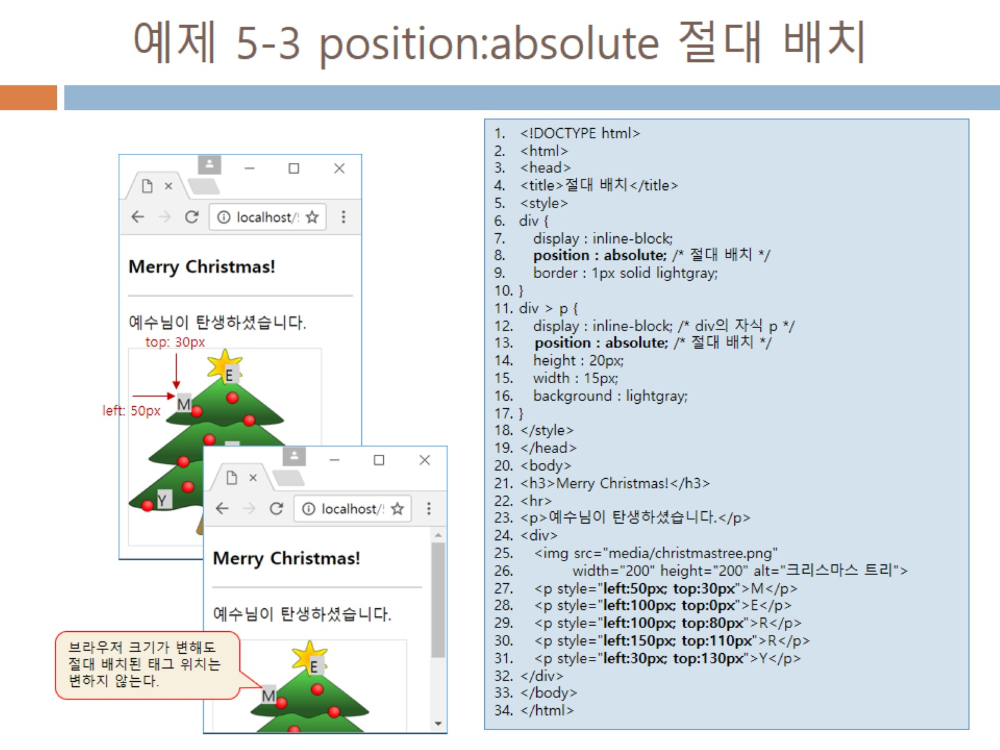 예제 5-3 position:absolute 절대 배치
localhost/
Merry Christmas!
예수님이 탄생하셨습니다.
top: 30px
E
M
left: 50px
Y
localhost/
Merry Christmas!
예수님이 탄생하셨습니다.
E
M
브라우저 크기가 변해도
절대 배치된 태그 위치는
변하지 않는다.
1. <!DOCTYPE html>
2. <html>
3. <head>
4. <title>절대 배치</title>
5. <style>
6. div {
7. display : inline-block;
8. position : absolute; /* 절대 배치 */
9. border : 1px solid lightgray;
10. }
11. div > p {
12. display : inline-block; /* div의 자식 p */
13. position : absolute; /* 절대 배치 */
14. height : 20px;
15. width : 15px;
16. background : lightgray;
17. }
18. </style>
19. </head>
20. <body>
21. <h3>Merry Christmas!</h3>
22. <hr>
23. <p>예수님이 탄생하셨습니다.</p>
24. <div>
25. <img src="media/christmastree.png"
26. width="200" height="200" alt="크리스마스 트리">
27. <p style="left:50px; top:30px">M</p>
28. <p style="left:100px; top:0px">E</p>
29. <p style="left:100px; top:80px">R</p>
30. <p style="left:150px; top:110px">R</p>
31. <p style="left:30px; top:130px">Y</p>
32. </div>
33. </body>
34. </html>